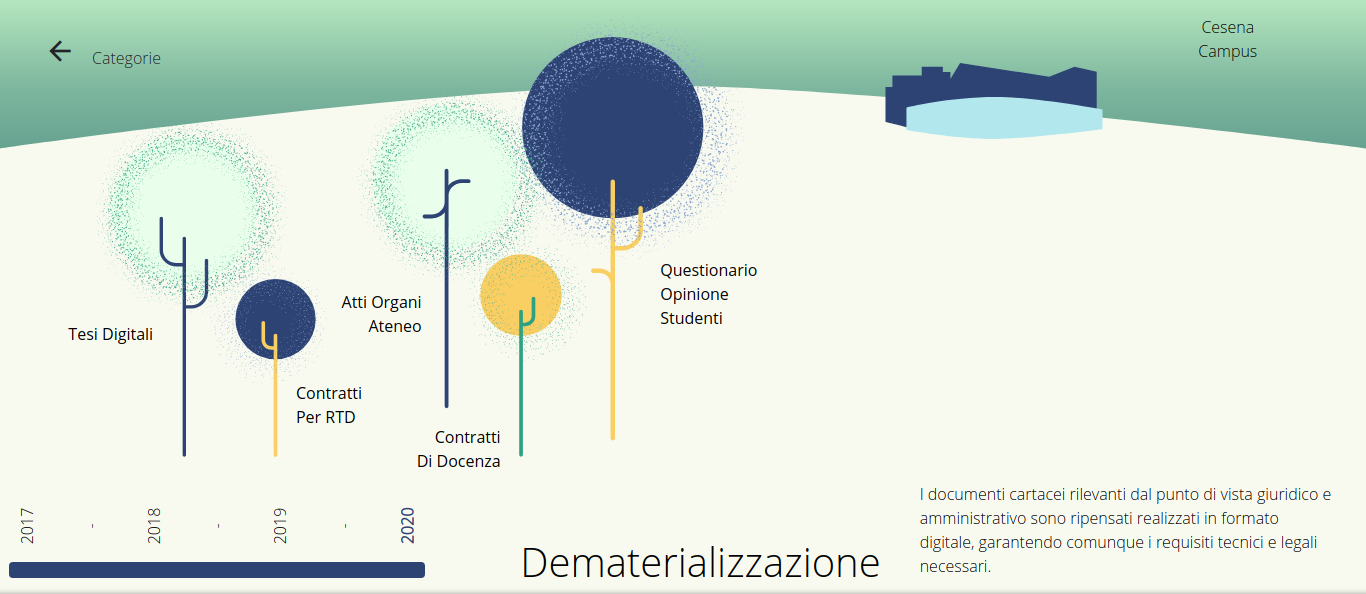 Categorie
Cesena
Campus
Tesi Digitali
Contratti
Per RTD
Atti Organi
Ateneo
Contratti
Di Docenza
Questionario
Opinione
Studenti
2017
-
2018
-
2019
-
2020
Dematerializzazione
I documenti cartacei rilevanti dal punto di vista giuridico e
amministrativo sono ripensati realizzati in formato
digitale, garantendo comunque i requisiti tecnici e legali
necessari.